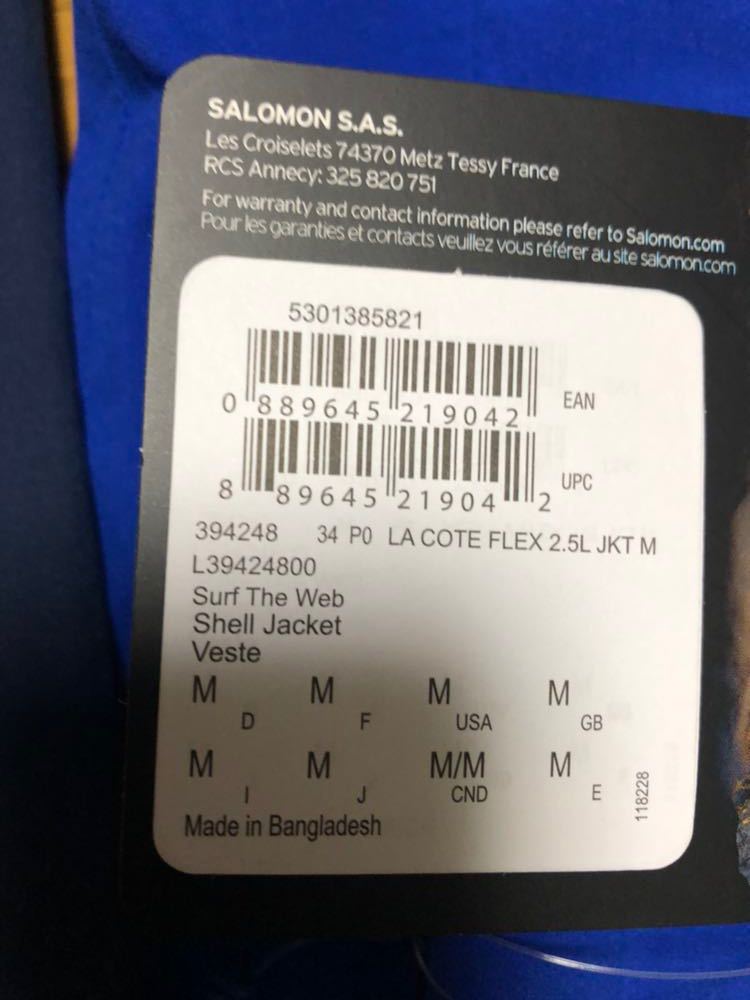 SALOMON S.A.S.
Les Croiselets 74370 Metz Tessy France
RCS Annecy: 325 820 751
For warranty and contact information please refer to Salomon.com
Pour les garanties et contacts veuillez vous référer au site salomon.com
5301385821
0 889645 219042 EAN
8 89645 21904 2 UPC
394248 34 P0 LA COTE FLEX 2.5L JKT M
L39424800
Surf The Web
Shell Jacket
Veste
M M M M
D F USA GB
M M M/M M
I J CND E
118228
Made in Bangladesh